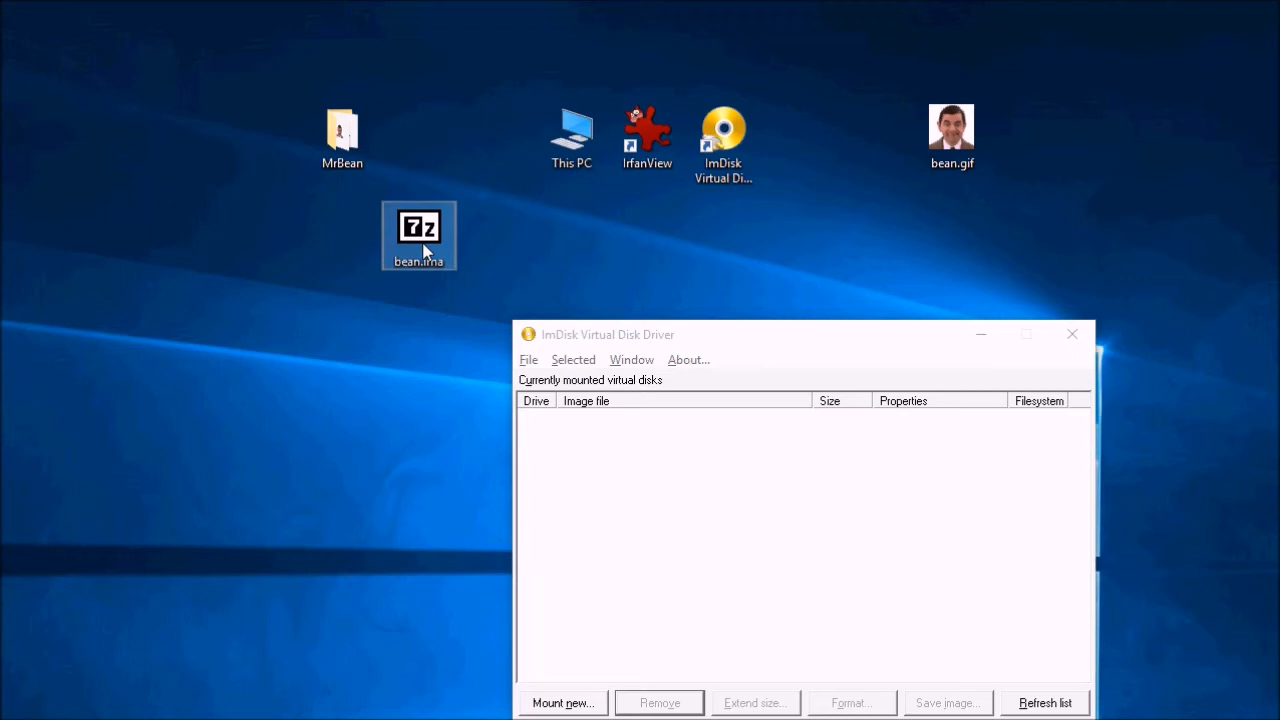 MrBean
This PC
IrfanView
ImDisk
Virtual Di...
bean.gif
7z
bean.ima
ImDisk Virtual Disk Driver
File Selected Window About...
Currently mounted virtual disks
Drive Image file Size Properties Filesystem
Mount new... Remove Extend size... Format... Save image... Refresh list